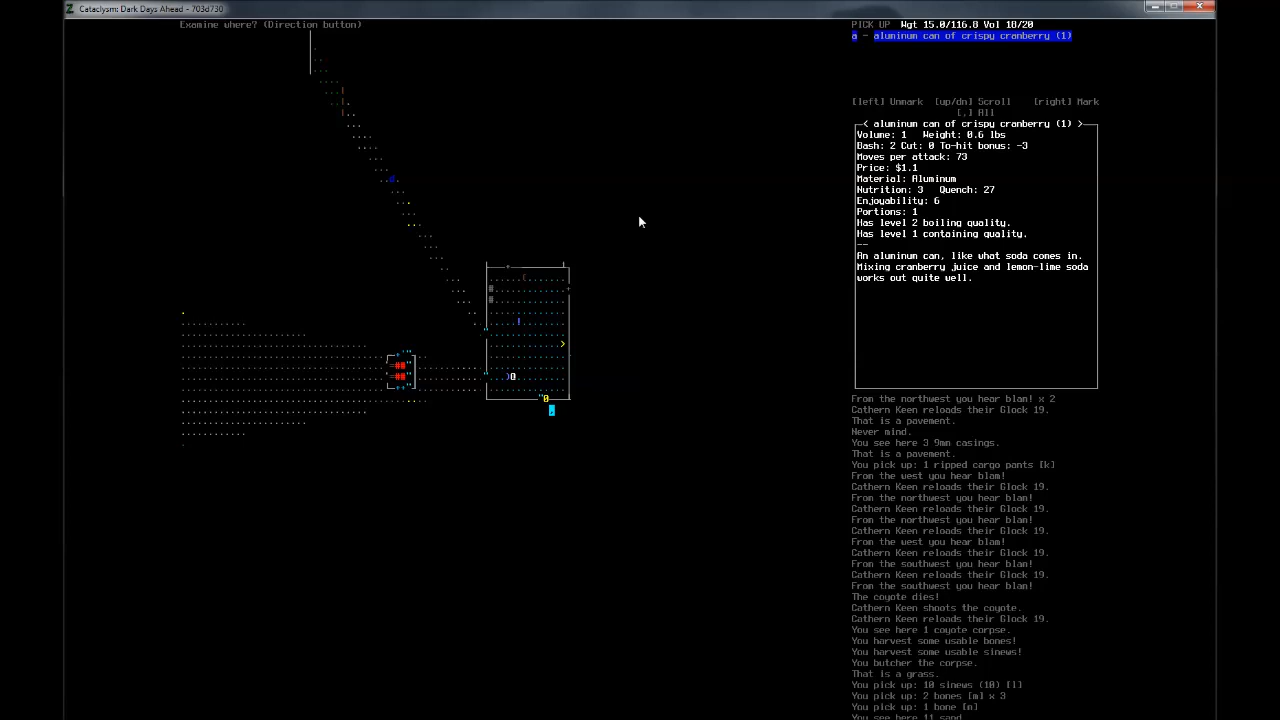 Cataclysm: Dark Days Ahead - 703d730
Examine where? (Direction button)
PICK UP Wgt 15.0/116.8 Vol 18/20
a - aluminum can of crispy cranberry (1)
[left] Unmark [up/dn] Scroll [right] Mark
[,] All
< aluminum can of crispy cranberry (1) >
Volume: 1 Weight: 0.6 lbs
Bash: 2 Cut: 0 To-hit bonus: -3
Moves per attack: 73
Price: $1.1
Material: Aluminum
Nutrition: 3 Quench: 27
Enjoyability: 6
Portions: 1
Has level 2 boiling quality.
Has level 1 containing quality.
--
An aluminum can, like what soda comes in.
Mixing cranberry juice and lemon-lime soda
works out quite well.
From the northwest you hear blam! x 2
Cathern Keen reloads their Glock 19.
That is a pavement.
Never mind.
You see here 3 9mm casings.
That is a pavement.
You pick up: 1 ripped cargo pants [k]
From the west you hear blam!
Cathern Keen reloads their Glock 19.
From the northwest you hear blam!
Cathern Keen reloads their Glock 19.
From the northwest you hear blam!
Cathern Keen reloads their Glock 19.
From the west you hear blam!
Cathern Keen reloads their Glock 19.
From the southwest you hear blam!
Cathern Keen reloads their Glock 19.
From the southwest you hear blam!
The coyote dies!
Cathern Keen shoots the coyote.
Cathern Keen reloads their Glock 19.
You see here 1 coyote corpse.
You harvest some usable bones!
You harvest some usable sinews!
You butcher the corpse.
That is a grass.
You pick up: 10 sinews (10) [l]
You pick up: 2 bones [m] x 3
You pick up: 1 bone [m]
You see here 11 sand